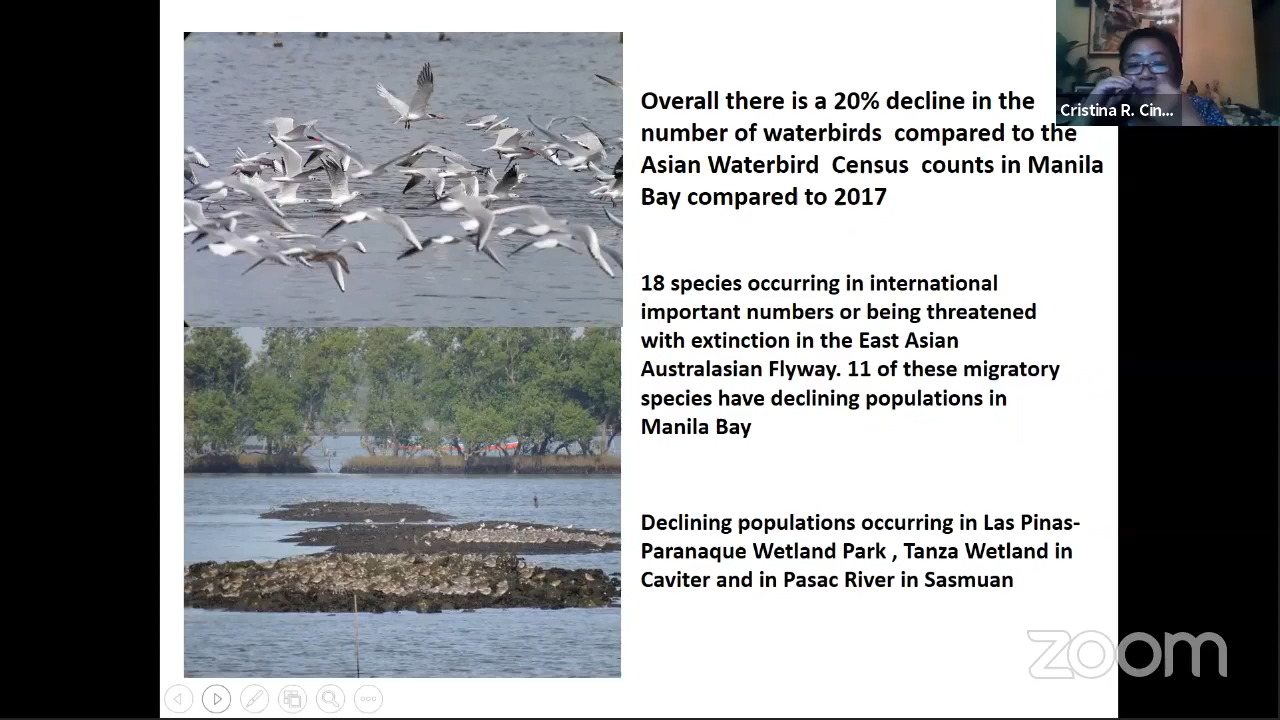 Overall there is a 20% decline in the
number of waterbirds compared to the
Asian Waterbird Census counts in Manila
Bay compared to 2017
18 species occurring in international
important numbers or being threatened
with extinction in the East Asian
Australasian Flyway. 11 of these migratory
species have declining populations in
Manila Bay
Declining populations occurring in Las Pinas-
Paranaque Wetland Park , Tanza Wetland in
Caviter and in Pasac River in Sasmuan
Cristina R. Cin...
zoom